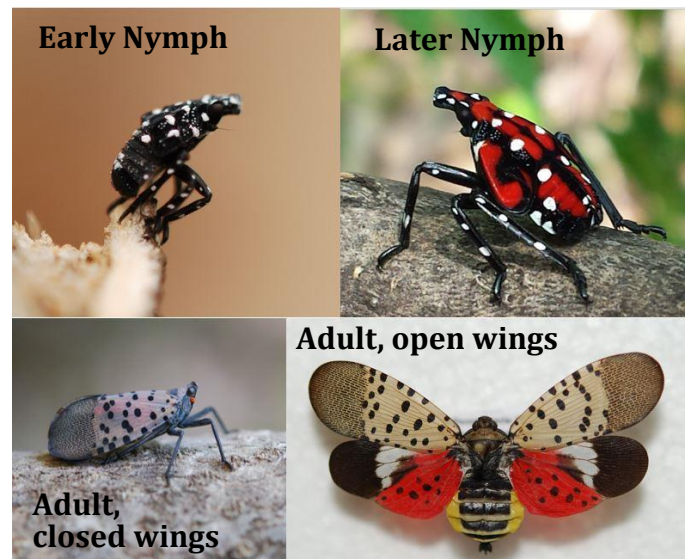 Early Nymph
Later Nymph
Adult,
closed wings
Adult, open wings